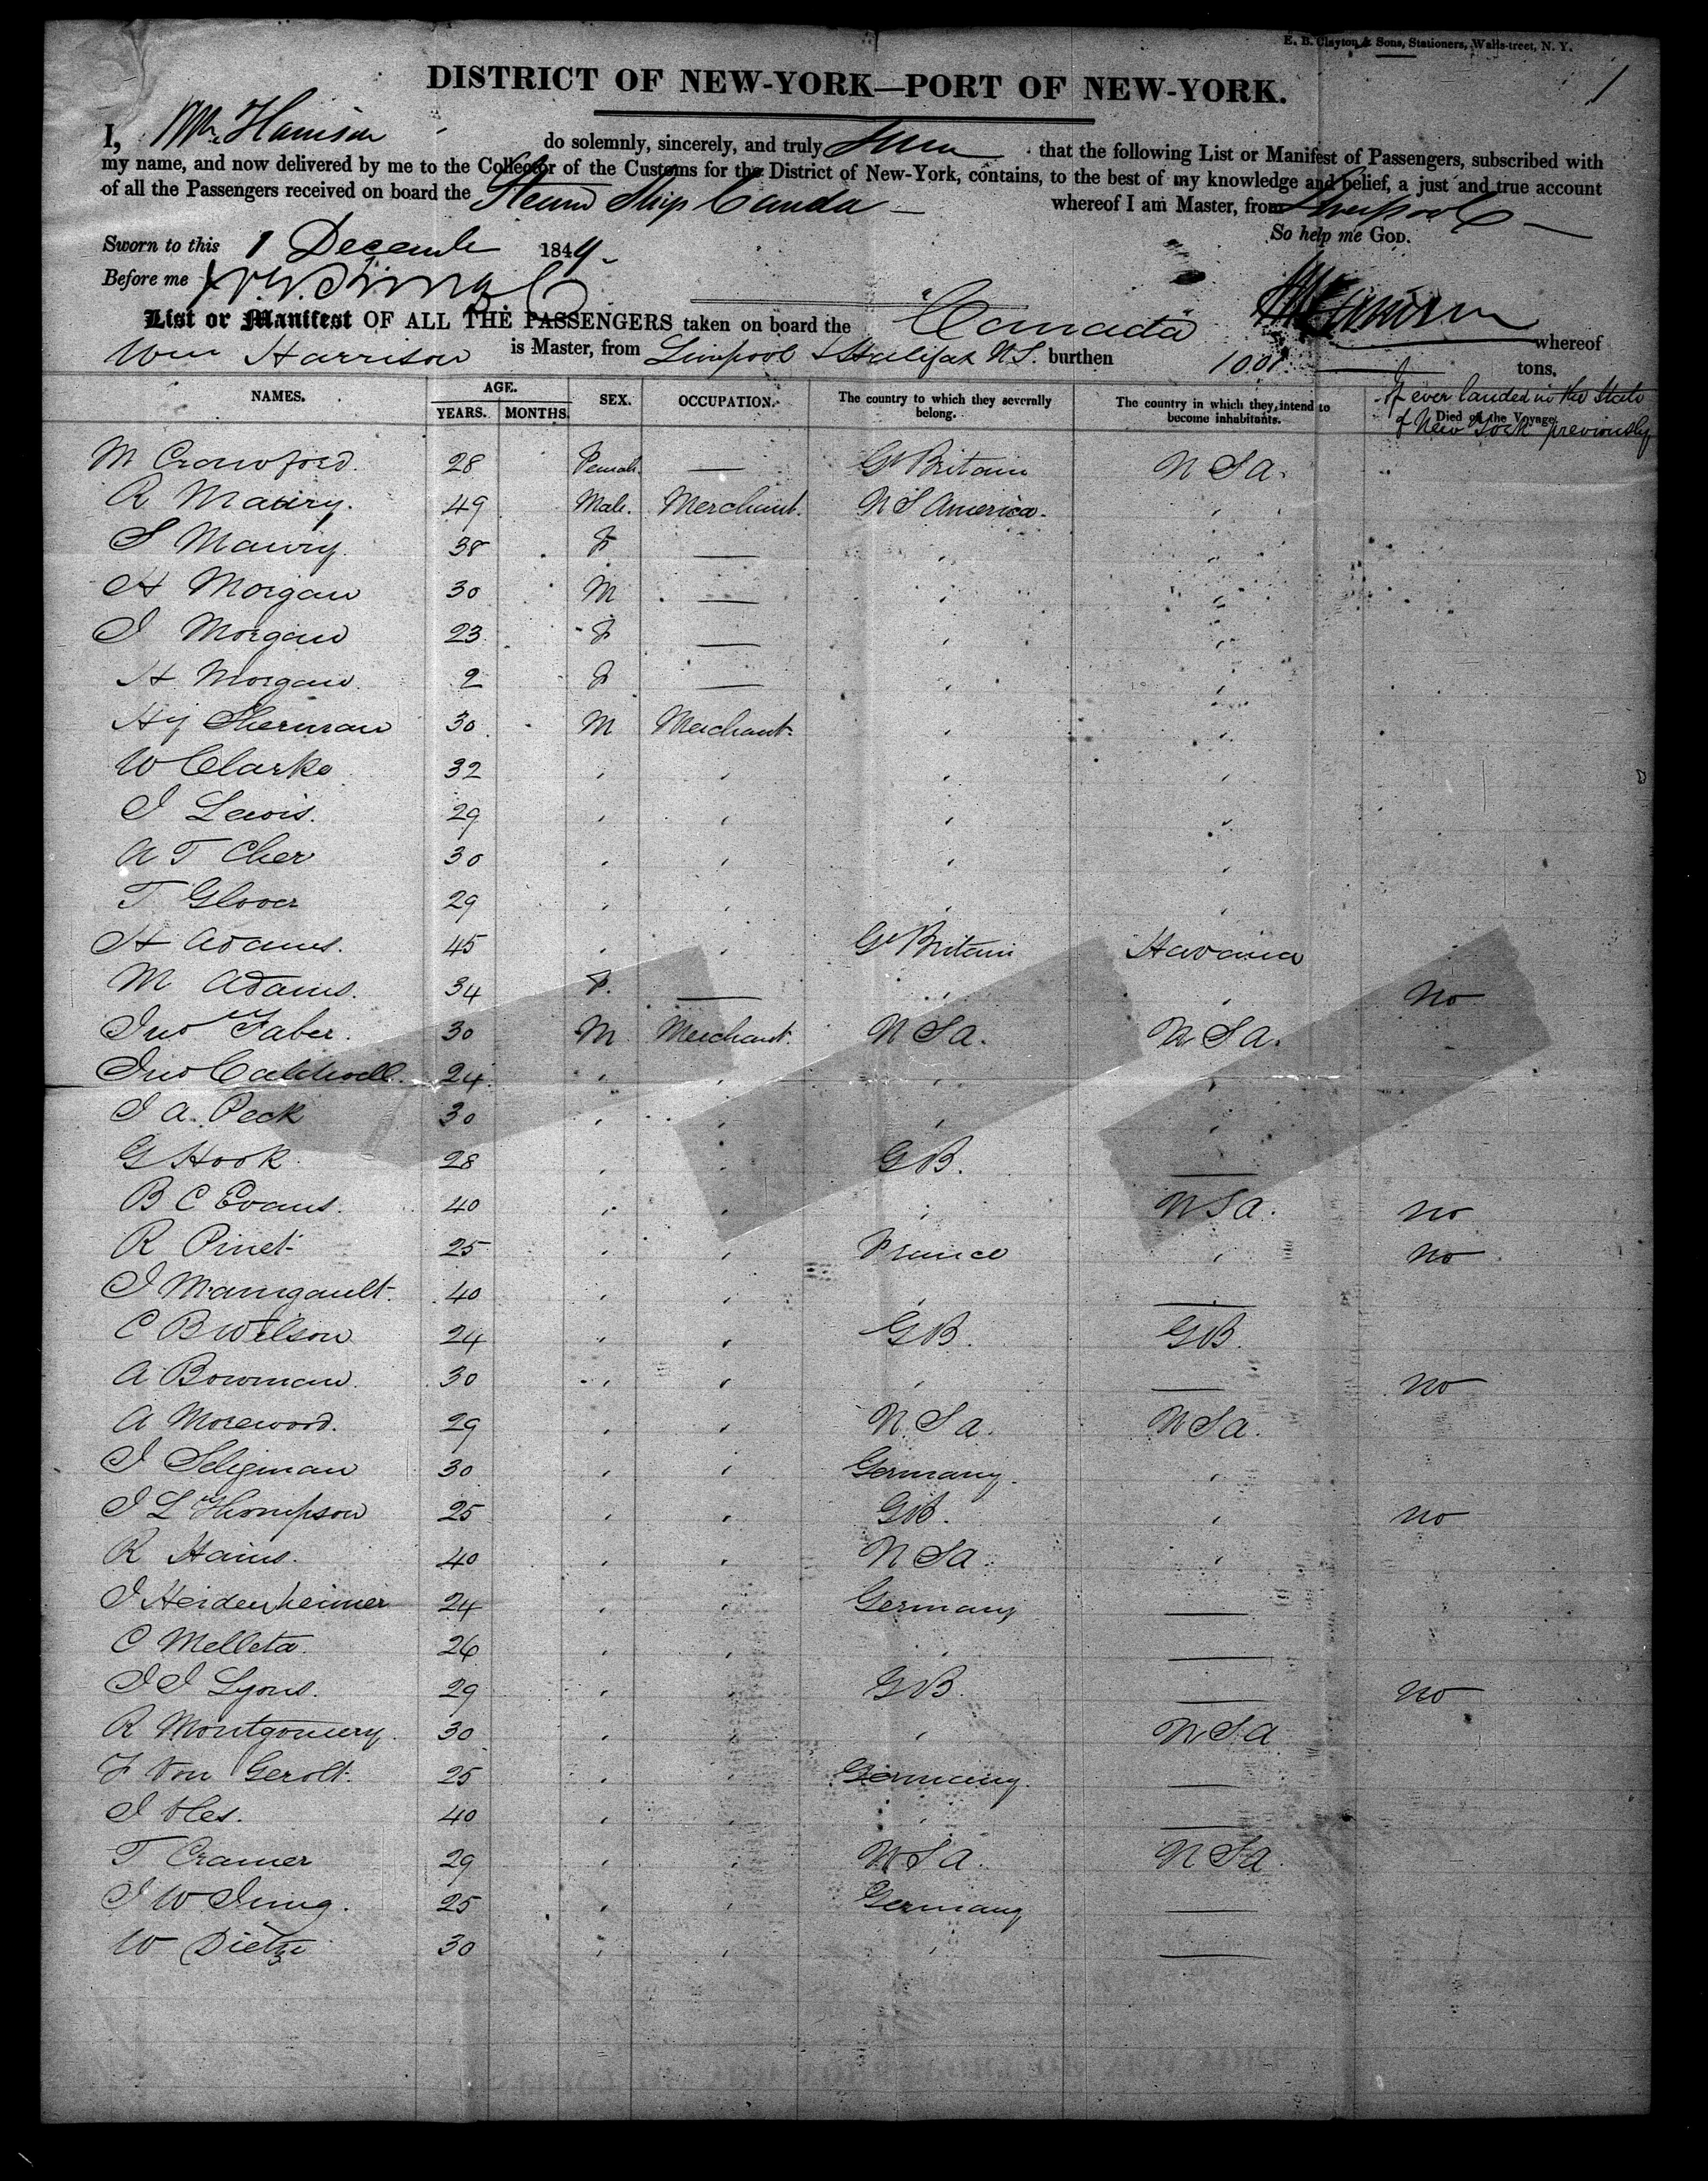 E. B. Clayton & Sons, Stationers, Wall-street, N. Y.
1
DISTRICT OF NEW-YORK—PORT OF NEW-YORK.
I, Wm Harrison do solemnly, sincerely, and truly that the following List or Manifest of Passengers, subscribed with
my name, and now delivered by me to the Collector of the Customs for the District of New-York, contains, to the best of my knowledge and belief, a just and true account
of all the Passengers received on board the Steam Ship Canada whereof I am Master, from Liverpool
So help me GOD.
Sworn to this 1 December 1849.
Before me
Wm Harrison
List or Manifest OF ALL THE PASSENGERS taken on board the "Canada" whereof
Wm Harrison is Master, from Liverpool & Halifax N.S. burthen 1001 tons.
NAMES. AGE. YEARS. MONTHS. SEX. OCCUPATION. The country to which they severally belong. The country in which they intend to become inhabitants. Died on the Voyage.
If ever landed in the State of New York previously
M Crawford. 28 Female — Gt Britain U S A.
R Maury. 49 Male. Merchant. U S America. "
S Maury. 38 F — " "
H Morgan 30 M — " "
J Morgan 23 F — " "
H Morgan 2 F — " "
Hy Sherman 30 M Merchant " "
W Clarke 32 " " " "
J Lewis. 29 " " " "
A T Cher 30 " " " "
T Glover 29 " " " "
H Adams. 45 " " Gt Britain Havana
M Adams. 34 F. — " " No
Jno Faber. 30 M Merchant. U S A. U S A.
Jno Caldwell. 24 " " " "
J A. Peck 30 " " " "
G Hook 28 " " G B. —
B C Evans. 40 " " " U S A. No
R Pinet 25 " " France " No
J Manigault. 40 " " " —
C B Wilson 24 " " G B. G B.
A Bowman. 30 " " " — No
A Morewood. 29 " " U S A. U S A.
J Seligman 30 " " Germany. "
J L Thompson 25 " " G B. " No
R Hains. 40 " " U S A "
J Heidenheimer 24 " " Germany —
C Melleta. 26 " " " —
J J Lyons. 29 " " G B. — No
R Montgomery. 30 " " " U S A
F Von Gerolt. 25 " " Germany. —
J Vles. 40 " " " —
T Cramer 29 " " U S A. U S A.
J W Jung. 25 " " Germany —
W Dietze 30 " " " —